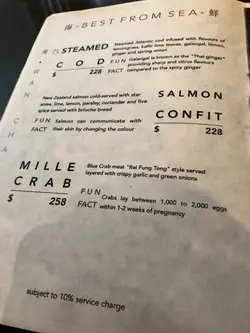 海 -BEST FROM SEA- 鮮
STEAMED
COD
$ 228
Steamed Atlantic cod infused with flavours of
lemongrass, kaffir lime leaves, galangal, lemon,
ginger and spring onion
FUN FACT Galangal is known as the "Thai ginger"
providing sharp and citrus flavours
compared to the spicy ginger
New Zealand salmon cold-served with star
anise, lime, lemon, parsley, coriander and five
spice served with brioche bread
FUN FACT Salmon can communicate with
their skin by changing the colour
SALMON
CONFIT
$ 228
MILLE
CRAB
$ 258
Blue Crab meat "Bei Fung Tong" style served
layered with crispy garlic and green onions
FUN FACT Crabs lay between 1,000 to 2,000 eggs
within 1-2 weeks of pregnancy
subject to 10% service charge